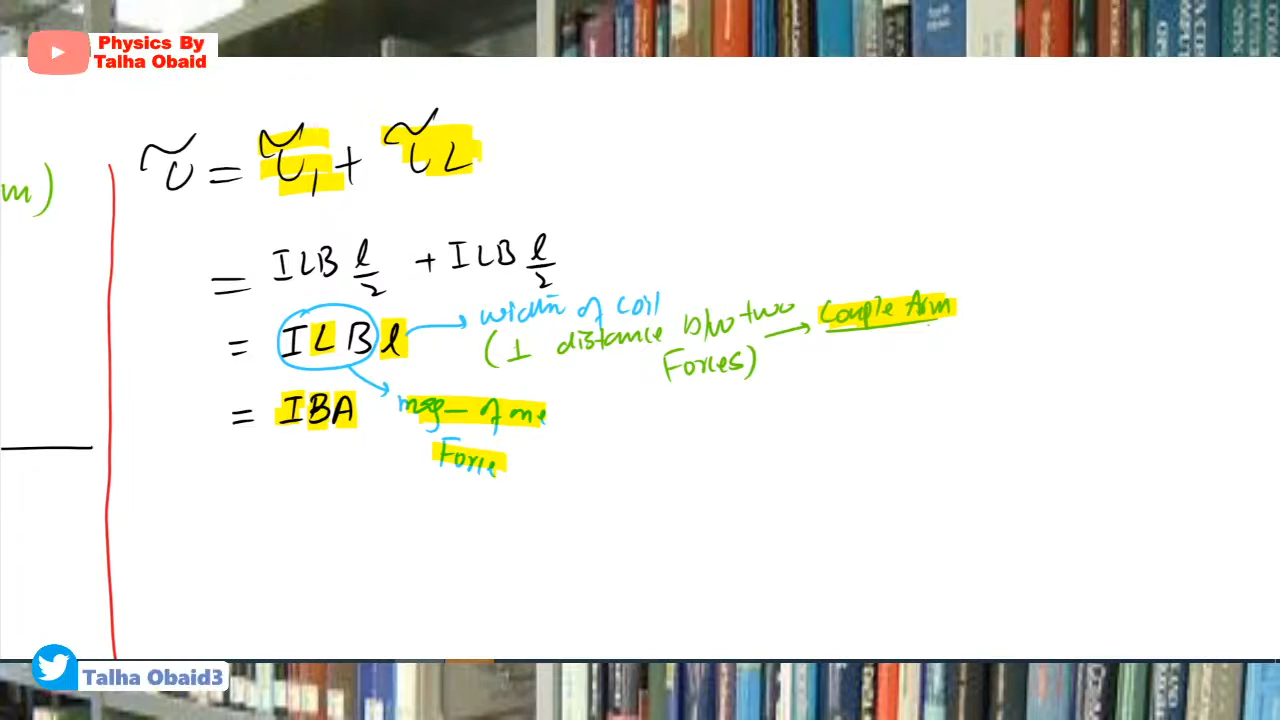 Physics By
Talha Obaid
m)
τ = τ₁ + τ₂
= ILB l/2 + ILB l/2
= ILBl → width of coil
(⊥ distance b/w two Forces) → Couple Arm
= IBA
mag— of one
Force
Talha Obaid3